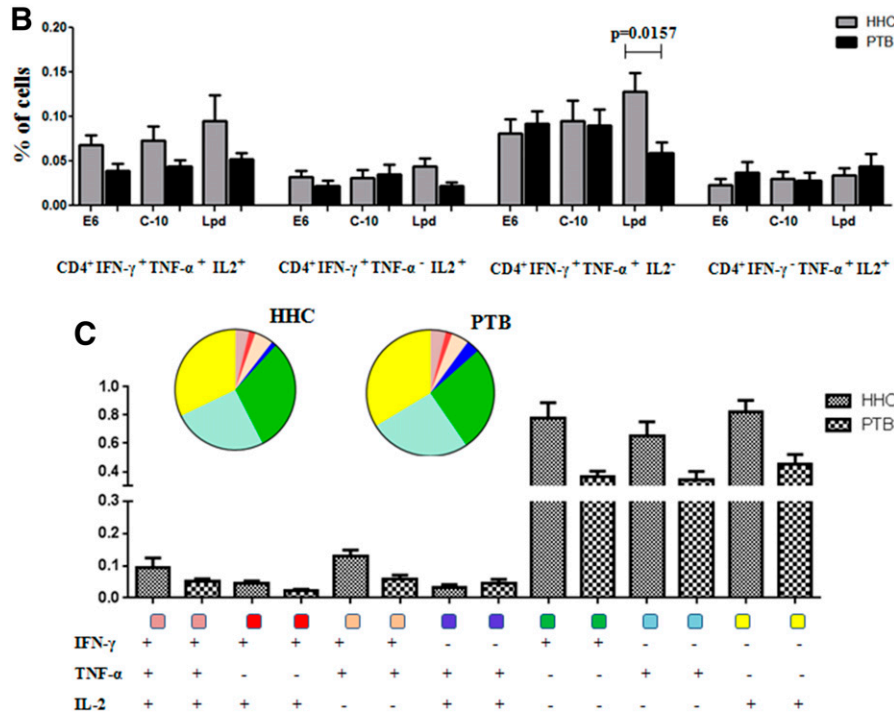 B
HHC
PTB
p=0.0157
% of cells
0.20
0.15
0.10
0.05
0.00
E6 C-10 Lpd E6 C-10 Lpd E6 C-10 Lpd E6 C-10 Lpd
CD4⁺IFN-γ⁺TNF-α⁺ IL2⁺ CD4⁺IFN-γ⁺TNF-α⁻ IL2⁺ CD4⁺IFN-γ⁺TNF-α⁺ IL2⁻ CD4⁺IFN-γ⁻TNF-α⁺IL2⁺
C
HHC PTB
HHC
PTB
1.0
0.8
0.6
0.4
0.3
0.2
0.1
0.0
IFN-γ + + + + + + - - + + - - - -
TNF-α + + - - + + + + - - + + - -
IL-2 + + + + - - + + - - - - + +